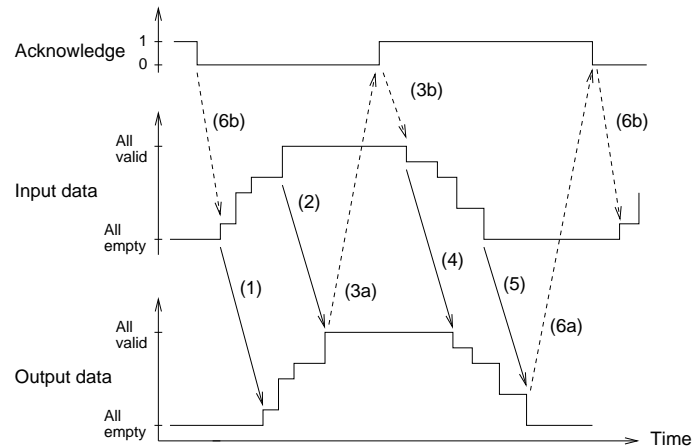 Acknowledge
1
0
(6b)
(3b)
(6b)
All
valid
Input data
All
empty
(2)
(1)
(3a)
(4)
(5)
(6a)
All
valid
Output data
All
empty
Time